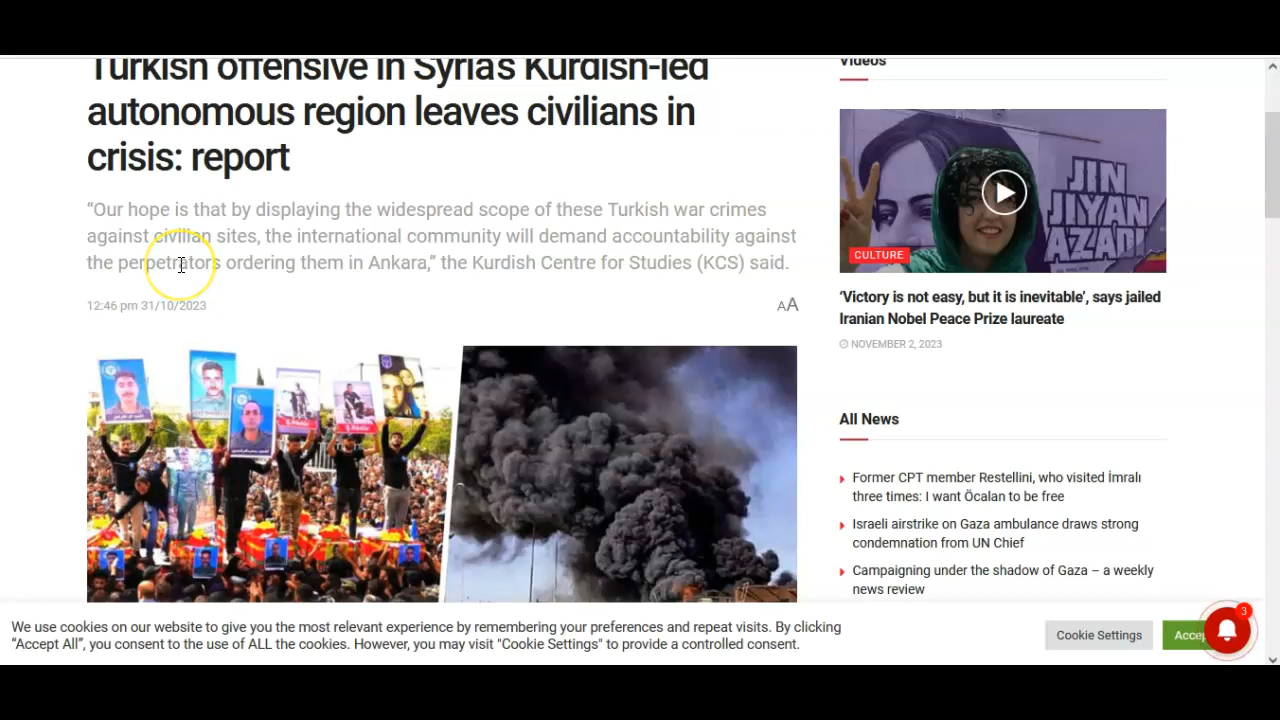 Turkish offensive in Syria's Kurdish-led
autonomous region leaves civilians in
crisis: report
“Our hope is that by displaying the widespread scope of these Turkish war crimes
against civilian sites, the international community will demand accountability against
the perpetrators ordering them in Ankara,” the Kurdish Centre for Studies (KCS) said.
12:46 pm 31/10/2023
AA
Videos
JIN
JIYAN
AZADÎ
CULTURE
‘Victory is not easy, but it is inevitable’, says jailed
Iranian Nobel Peace Prize laureate
NOVEMBER 2, 2023
All News
Former CPT member Restellini, who visited İmralı
three times: I want Öcalan to be free
Israeli airstrike on Gaza ambulance draws strong
condemnation from UN Chief
Campaigning under the shadow of Gaza – a weekly
news review
We use cookies on our website to give you the most relevant experience by remembering your preferences and repeat visits. By clicking
“Accept All”, you consent to the use of ALL the cookies. However, you may visit "Cookie Settings" to provide a controlled consent.
Cookie Settings
Accep
3